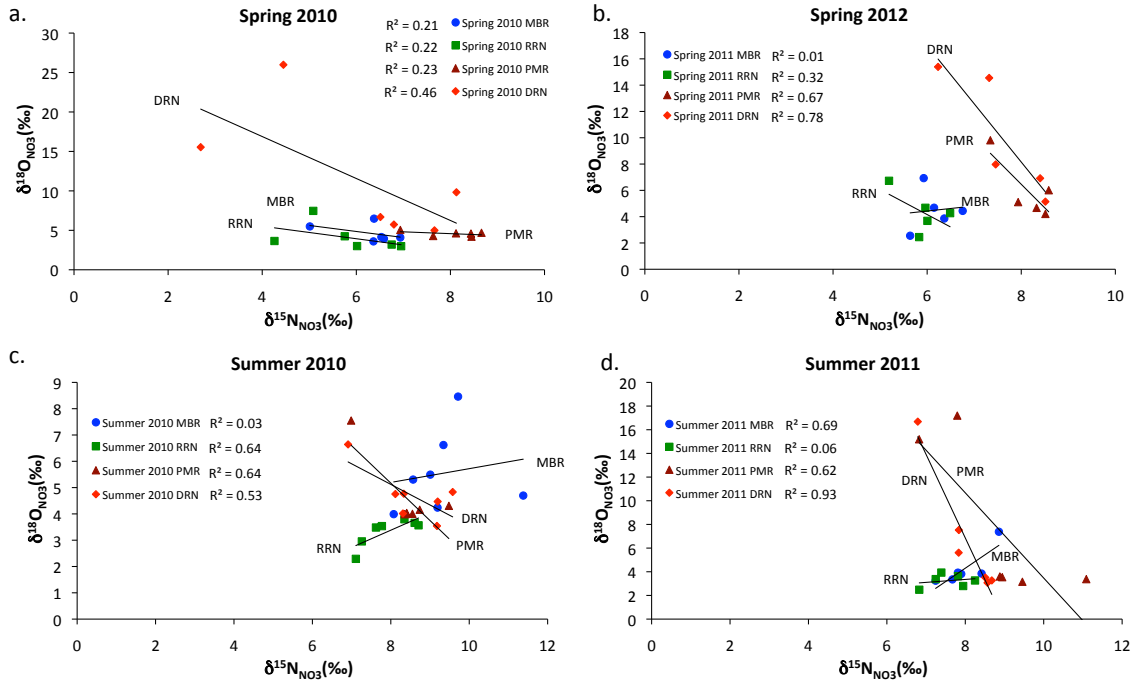 a.
Spring 2010
R² = 0.21 Spring 2010 MBR
R² = 0.22 Spring 2010 RRN
R² = 0.23 Spring 2010 PMR
R² = 0.46 Spring 2010 DRN
30
25
20
15
10
5
0
δ¹⁸O_NO3(‰)
DRN
MBR
RRN
PMR
0 2 4 6 8 10
δ¹⁵N_NO3(‰)
b.
Spring 2012
Spring 2011 MBR R² = 0.01
Spring 2011 RRN R² = 0.32
Spring 2011 PMR R² = 0.67
Spring 2011 DRN R² = 0.78
18
16
14
12
10
8
6
4
2
0
δ¹⁸O_NO3(‰)
DRN
PMR
RRN
MBR
0 2 4 6 8 10
δ¹⁵N_NO3(‰)
c.
Summer 2010
Summer 2010 MBR R² = 0.03
Summer 2010 RRN R² = 0.64
Summer 2010 PMR R² = 0.64
Summer 2010 DRN R² = 0.53
9
8
7
6
5
4
3
2
1
0
δ¹⁸O_NO3(‰)
MBR
DRN
RRN
PMR
0 2 4 6 8 10 12
δ¹⁵N_NO3(‰)
d.
Summer 2011
Summer 2011 MBR R² = 0.69
Summer 2011 RRN R² = 0.06
Summer 2011 PMR R² = 0.62
Summer 2011 DRN R² = 0.93
20
18
16
14
12
10
8
6
4
2
0
δ¹⁸O_NO3(‰)
DRN
PMR
MBR
RRN
0 2 4 6 8 10 12
δ¹⁵N_NO3(‰)